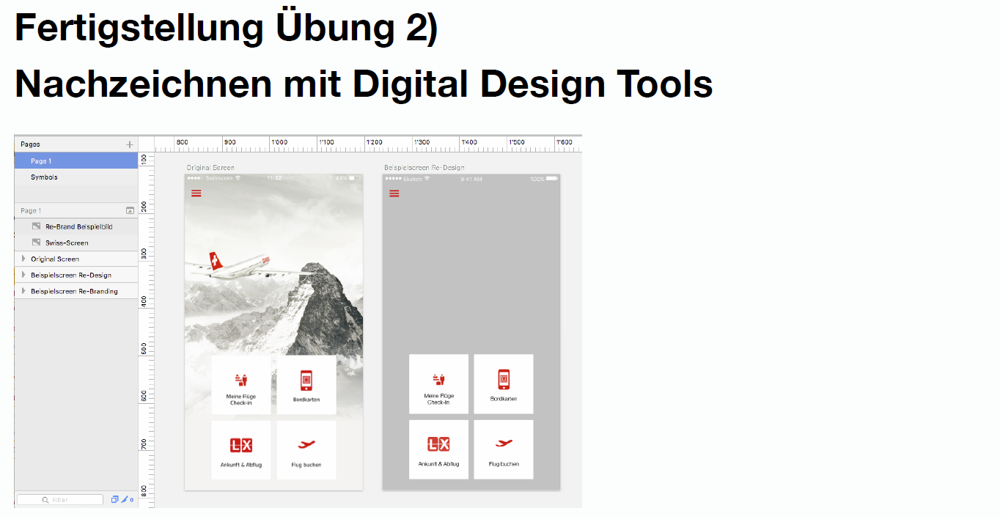 Fertigstellung Übung 2)
Nachzeichnen mit Digital Design Tools
Pages
800 900 1'000 1'100 1'200 1'300 1'400 1'500 1'600
Page 1
Symbols
Page 1
Re-Brand Beispielbild
Swiss-Screen
Original Screen
Beispielscreen Re-Design
Beispielscreen Re-Branding
Filter
0
100
200
300
400
500
600
700
800
Original Screen
Swisscom 11:32 49%
Meine Flüge
Check-in
Bordkarten
LX
Ankunft & Abflug
Flug buchen
Beispielscreen Re-Design
Sketch 9:41 AM 100%
Meine Flüge
Check-in
Bordkarten
LX
Ankunft & Abflug
Flug buchen